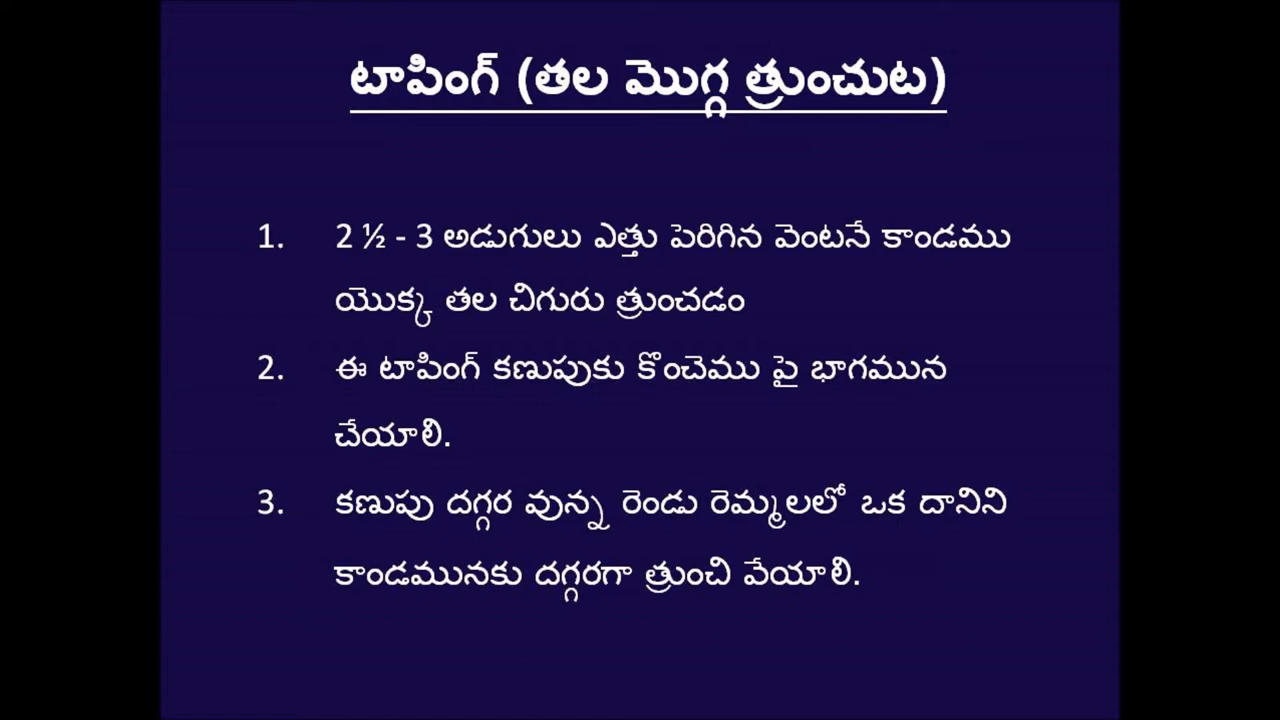 టాపింగ్ (తల మొగ్గ త్రుంచుట)
1. 2 ½ - 3 అడుగులు ఎత్తు పెరిగిన వెంటనే కాండము
యొక్క తల చిగురు త్రుంచడం
2. ఈ టాపింగ్ కణుపుకు కొంచెము పై భాగమున
చేయాలి.
3. కణుపు దగ్గర వున్న రెండు రెమ్మలలో ఒక దానిని
కాండమునకు దగ్గరగా త్రుంచి వేయాలి.